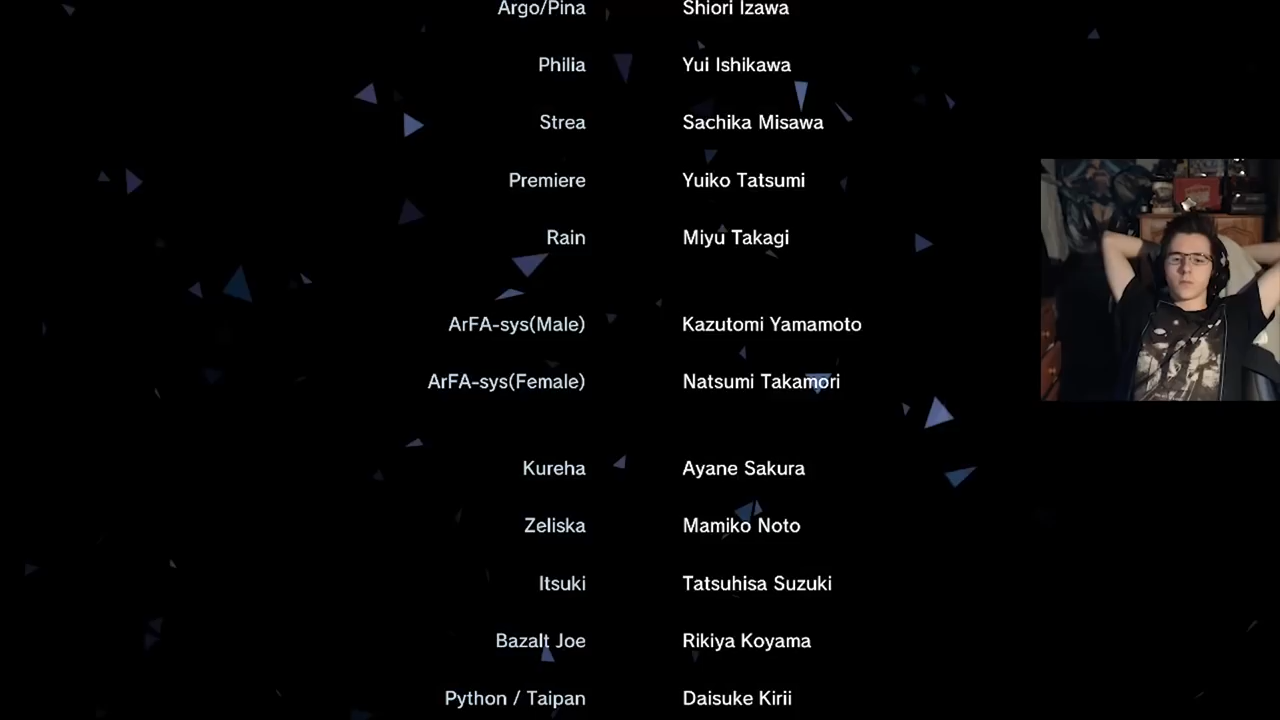 Argo/Pina Shiori Izawa
Philia Yui Ishikawa
Strea Sachika Misawa
Premiere Yuiko Tatsumi
Rain Miyu Takagi
ArFA-sys(Male) Kazutomi Yamamoto
ArFA-sys(Female) Natsumi Takamori
Kureha Ayane Sakura
Zeliska Mamiko Noto
Itsuki Tatsuhisa Suzuki
Bazalt Joe Rikiya Koyama
Python / Taipan Daisuke Kirii